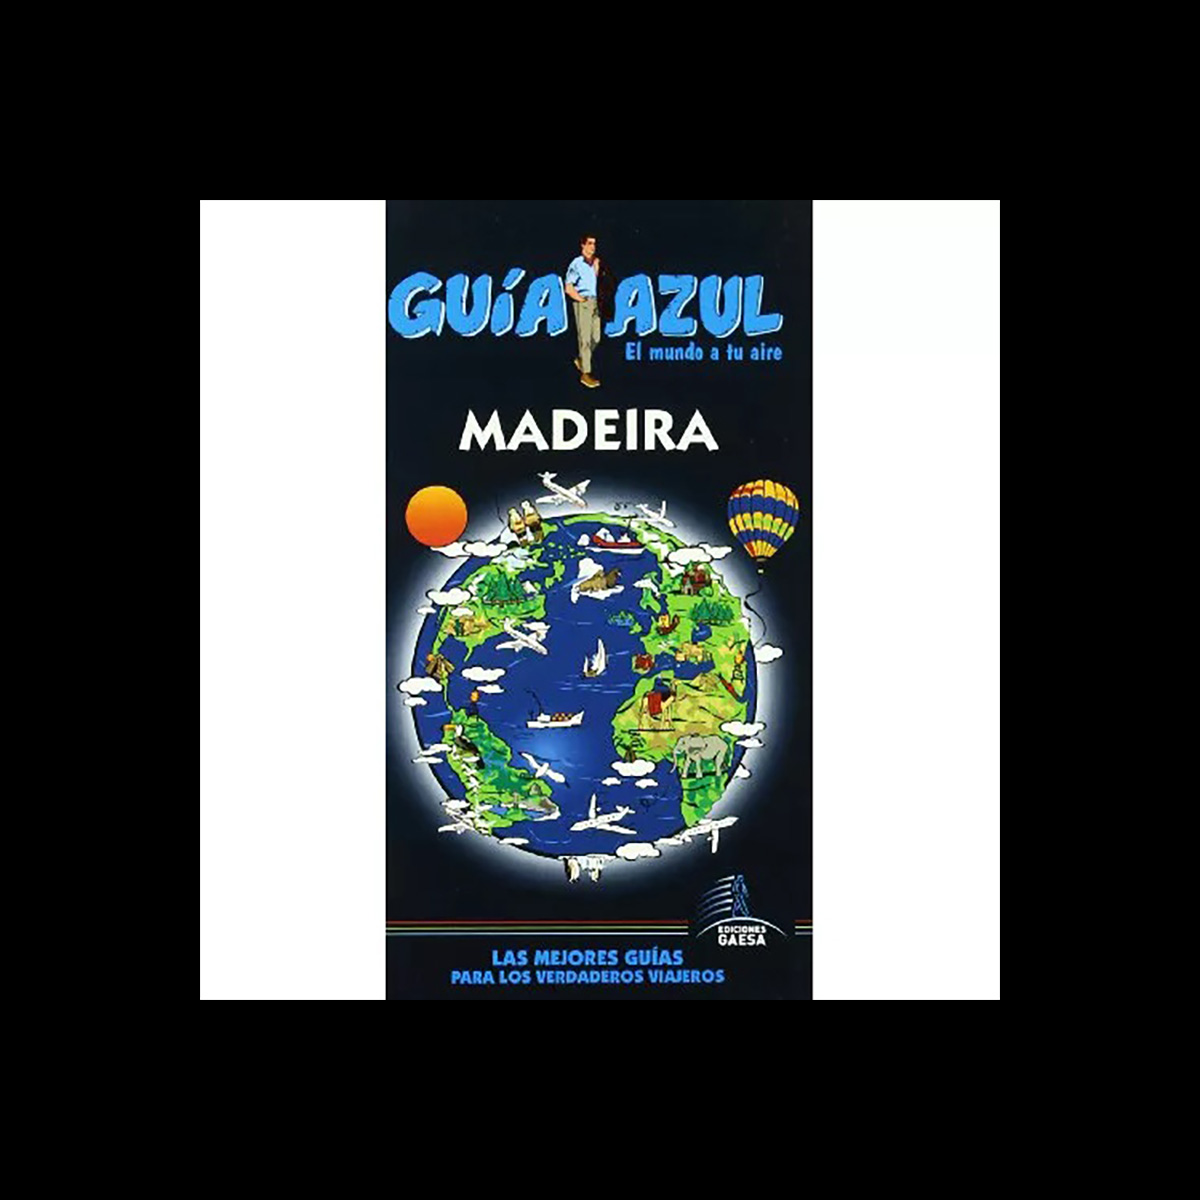 GUÍA AZUL
El mundo a tu aire
MADEIRA
EDICIONES
GAESA
LAS MEJORES GUÍAS
PARA LOS VERDADEROS VIAJEROS